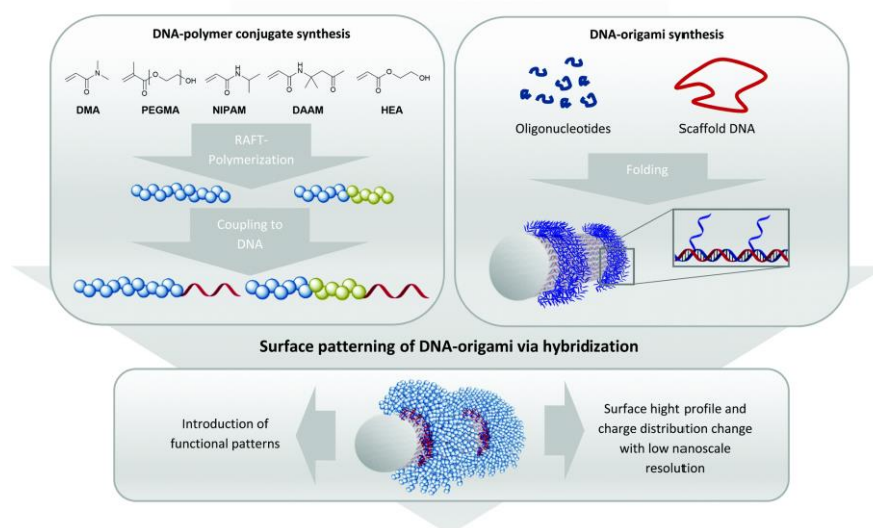 DNA-polymer conjugate synthesis
N
O
O
O
OH
HN
O
HN
O
O
O
O
OH
DMA
PEGMA
NIPAM
DAAM
HEA
RAFT-
Polymerization
Coupling to
DNA
DNA-origami synthesis
Oligonucleotides
Scaffold DNA
Folding
Surface patterning of DNA-origami via hybridization
Introduction of
functional patterns
Surface hight profile and
charge distribution change
with low nanoscale
resolution